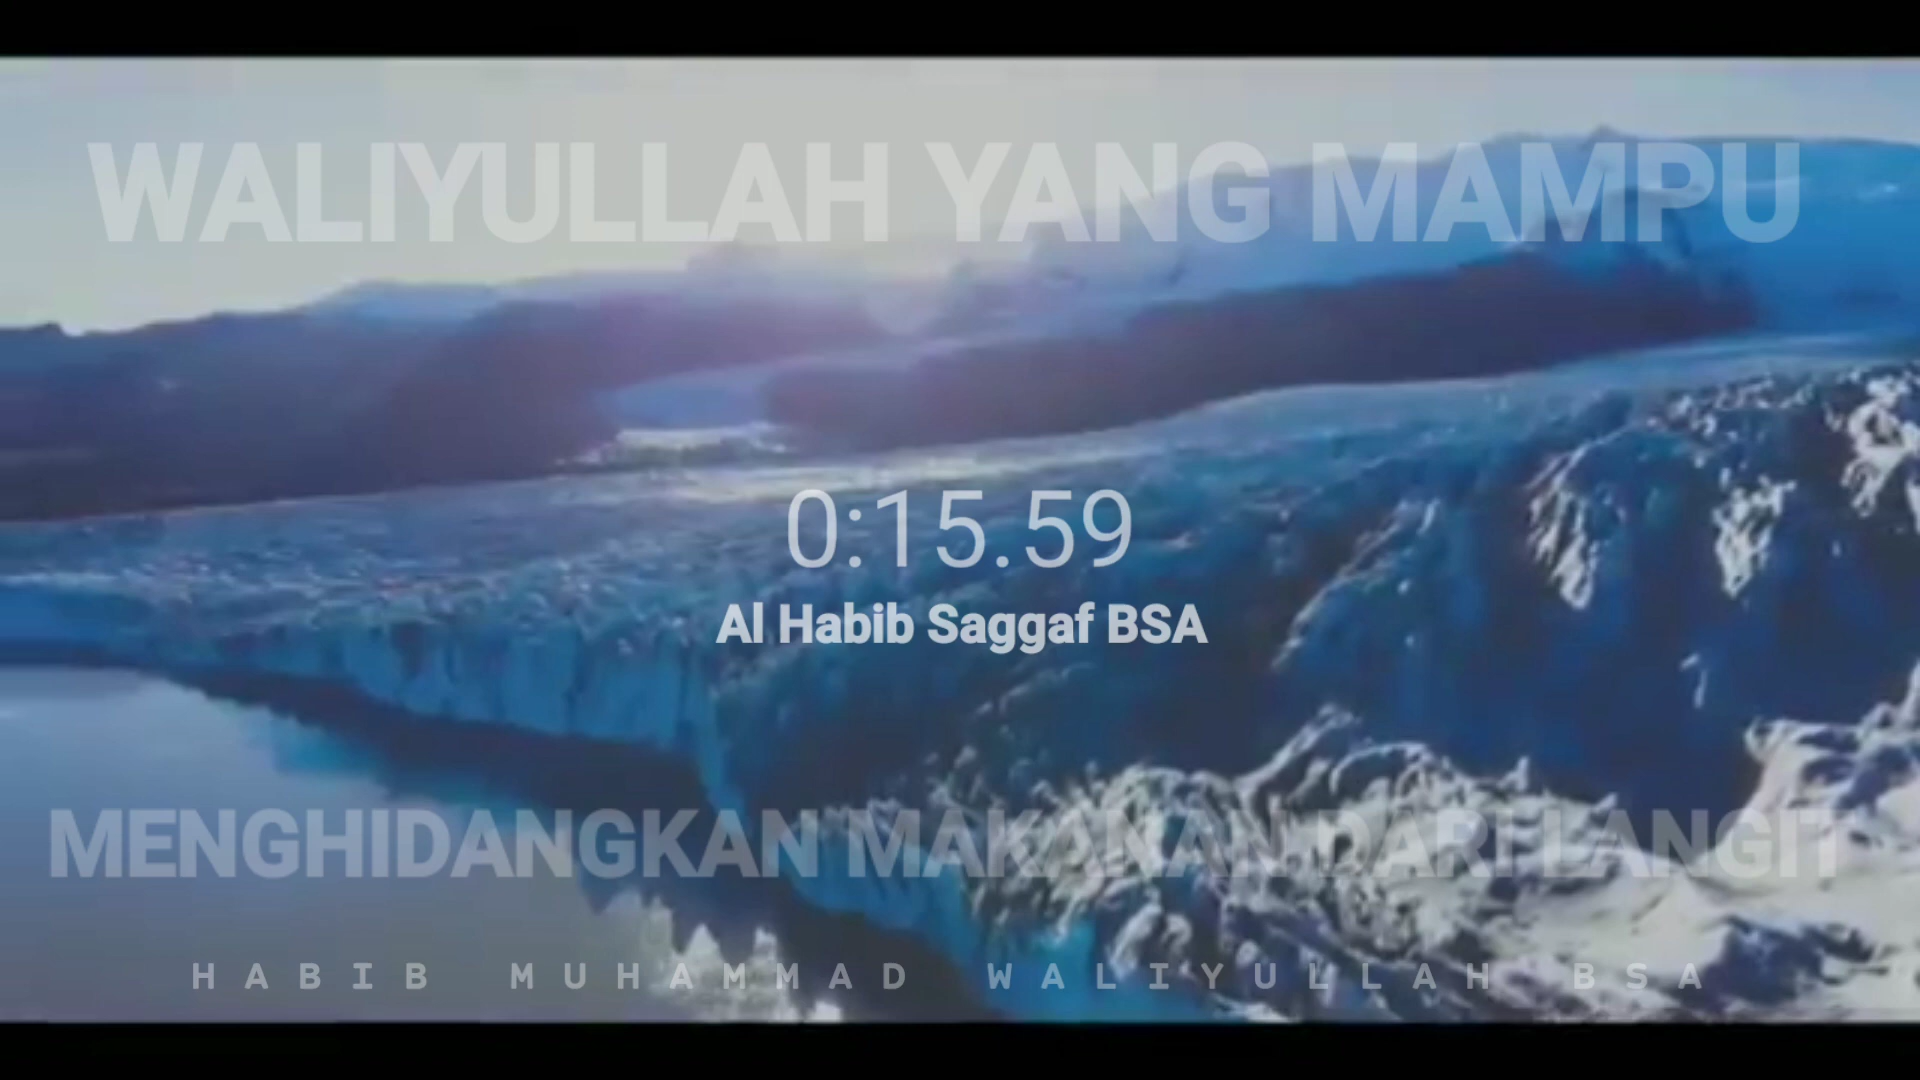 WALIYULLAH YANG MAMPU
0:15.59
Al Habib Saggaf BSA
MENGHIDANGKAN MAKANAN DARI LANGIT
HABIB MUHAMMAD WALIYULLAH BSA